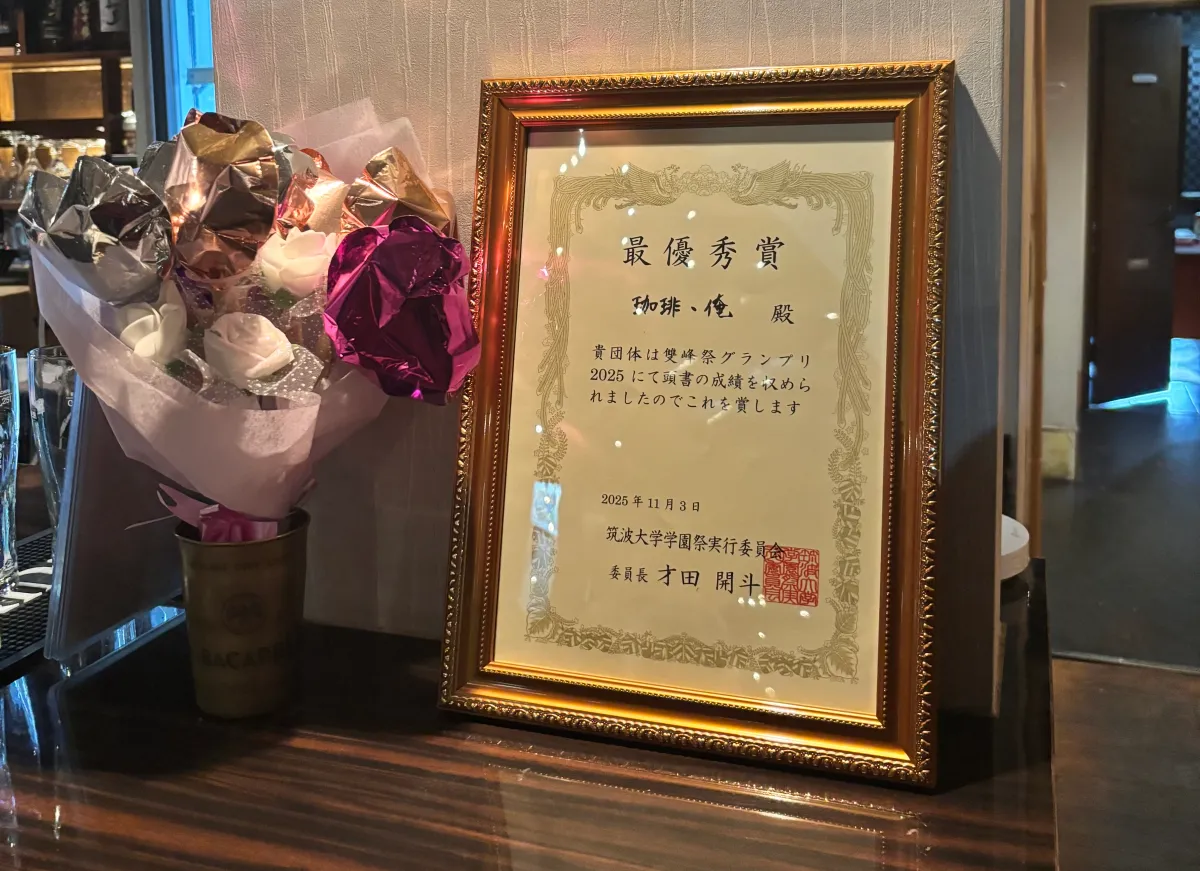 最優秀賞
珈琲、俺 殿
貴団体は雙峰祭グランプリ
2025 にて頭書の成績を収めら
れましたのでこれを賞します
2025 年 11 月 3 日
筑波大学学園祭実行委員会
委員長 才田 開斗